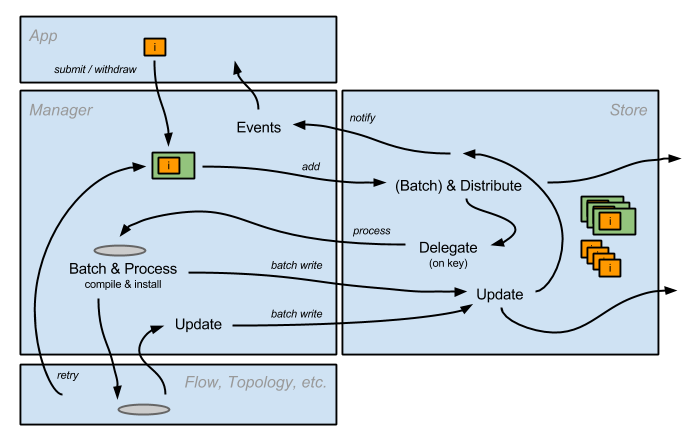 App
i
submit / withdraw
Manager
Store
Events
notify
i
add
(Batch) & Distribute
process
i
Delegate
(on key)
i
Batch & Process
compile & install
batch write
Update
Update
batch write
retry
Flow, Topology, etc.